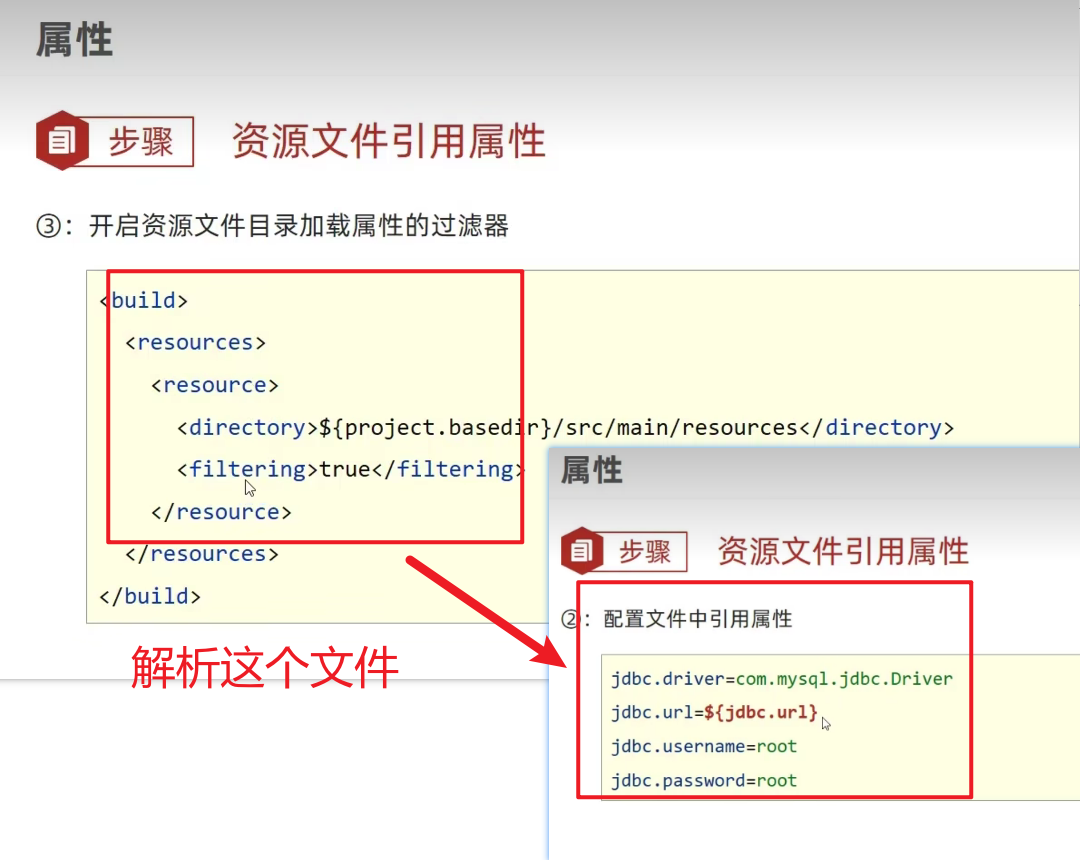 属性
步骤 资源文件引用属性
③：开启资源文件目录加载属性的过滤器
<build>
<resources>
<resource>
<directory>${project.basedir}/src/main/resources</directory>
<filtering>true</filtering>
</resource>
</resources>
</build>
解析这个文件
属性
步骤 资源文件引用属性
②：配置文件中引用属性
jdbc.driver=com.mysql.jdbc.Driver
jdbc.url=${jdbc.url}
jdbc.username=root
jdbc.password=root